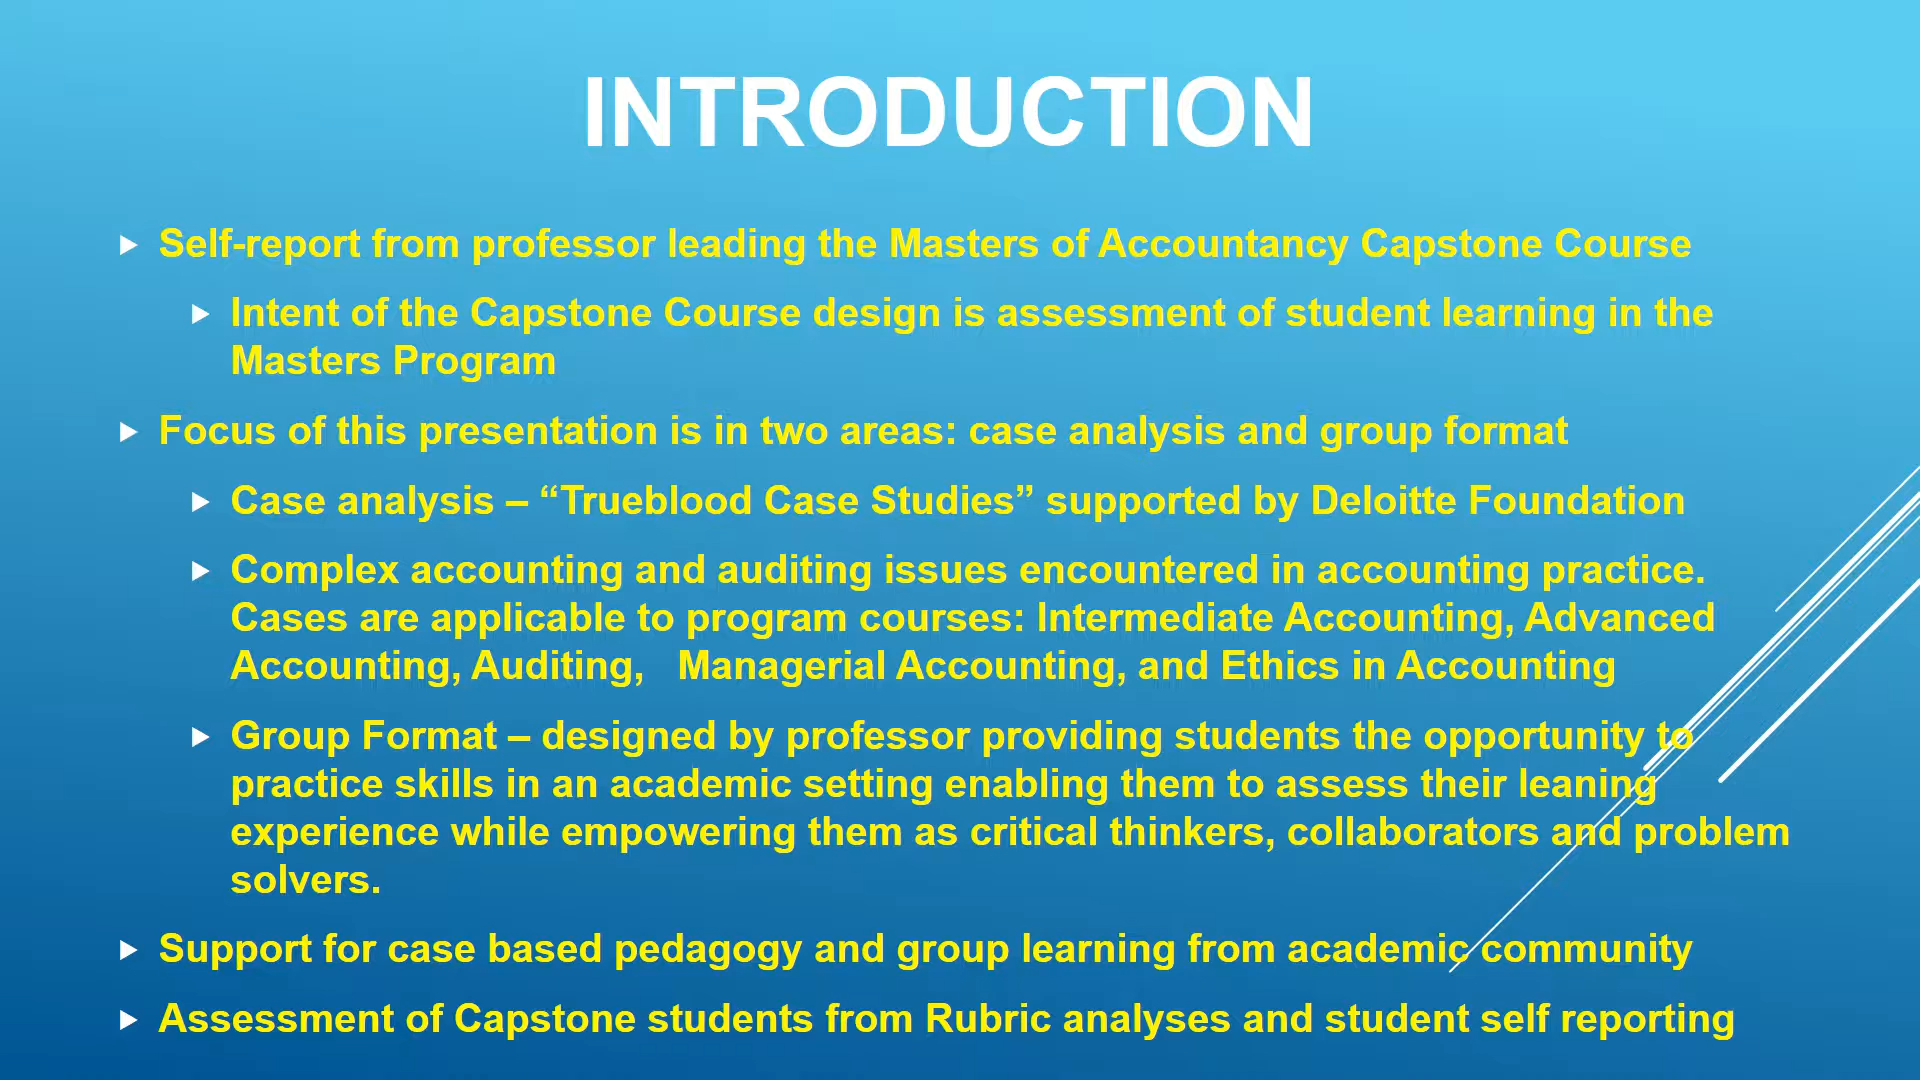 INTRODUCTION
Self-report from professor leading the Masters of Accountancy Capstone Course
Intent of the Capstone Course design is assessment of student learning in the
Masters Program
Focus of this presentation is in two areas: case analysis and group format
Case analysis – “Trueblood Case Studies” supported by Deloitte Foundation
Complex accounting and auditing issues encountered in accounting practice.
Cases are applicable to program courses: Intermediate Accounting, Advanced
Accounting, Auditing,   Managerial Accounting, and Ethics in Accounting
Group Format – designed by professor providing students the opportunity to
practice skills in an academic setting enabling them to assess their leaning
experience while empowering them as critical thinkers, collaborators and problem
solvers.
Support for case based pedagogy and group learning from academic community
Assessment of Capstone students from Rubric analyses and student self reporting